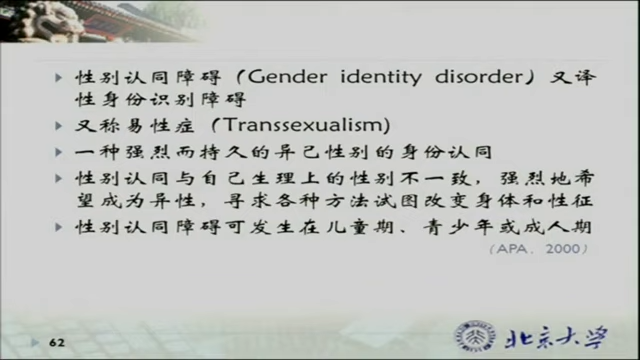 性别认同障碍（Gender identity disorder）又译
性身份识别障碍
又称易性症（Transsexualism）
一种强烈而持久的异己性别的身份认同
性别认同与自己生理上的性别不一致，强烈地希
望成为异性，寻求各种方法试图改变身体和性征
性别认同障碍可发生在儿童期、青少年或成人期
(APA, 2000)
62
北京大学